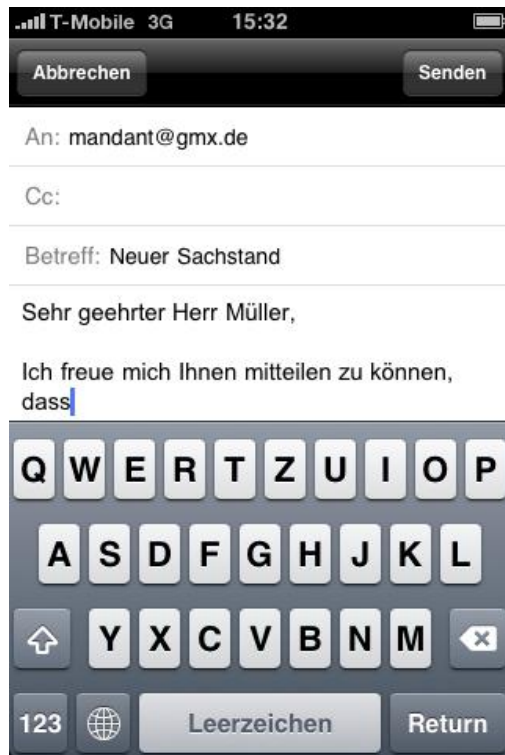 T-Mobile 3G 15:32
Abbrechen Senden
An: mandant@gmx.de
Cc:
Betreff: Neuer Sachstand
Sehr geehrter Herr Müller,
Ich freue mich Ihnen mitteilen zu können,
dass
Q W E R T Z U I O P
A S D F G H J K L
Y X C V B N M
123 Leerzeichen Return